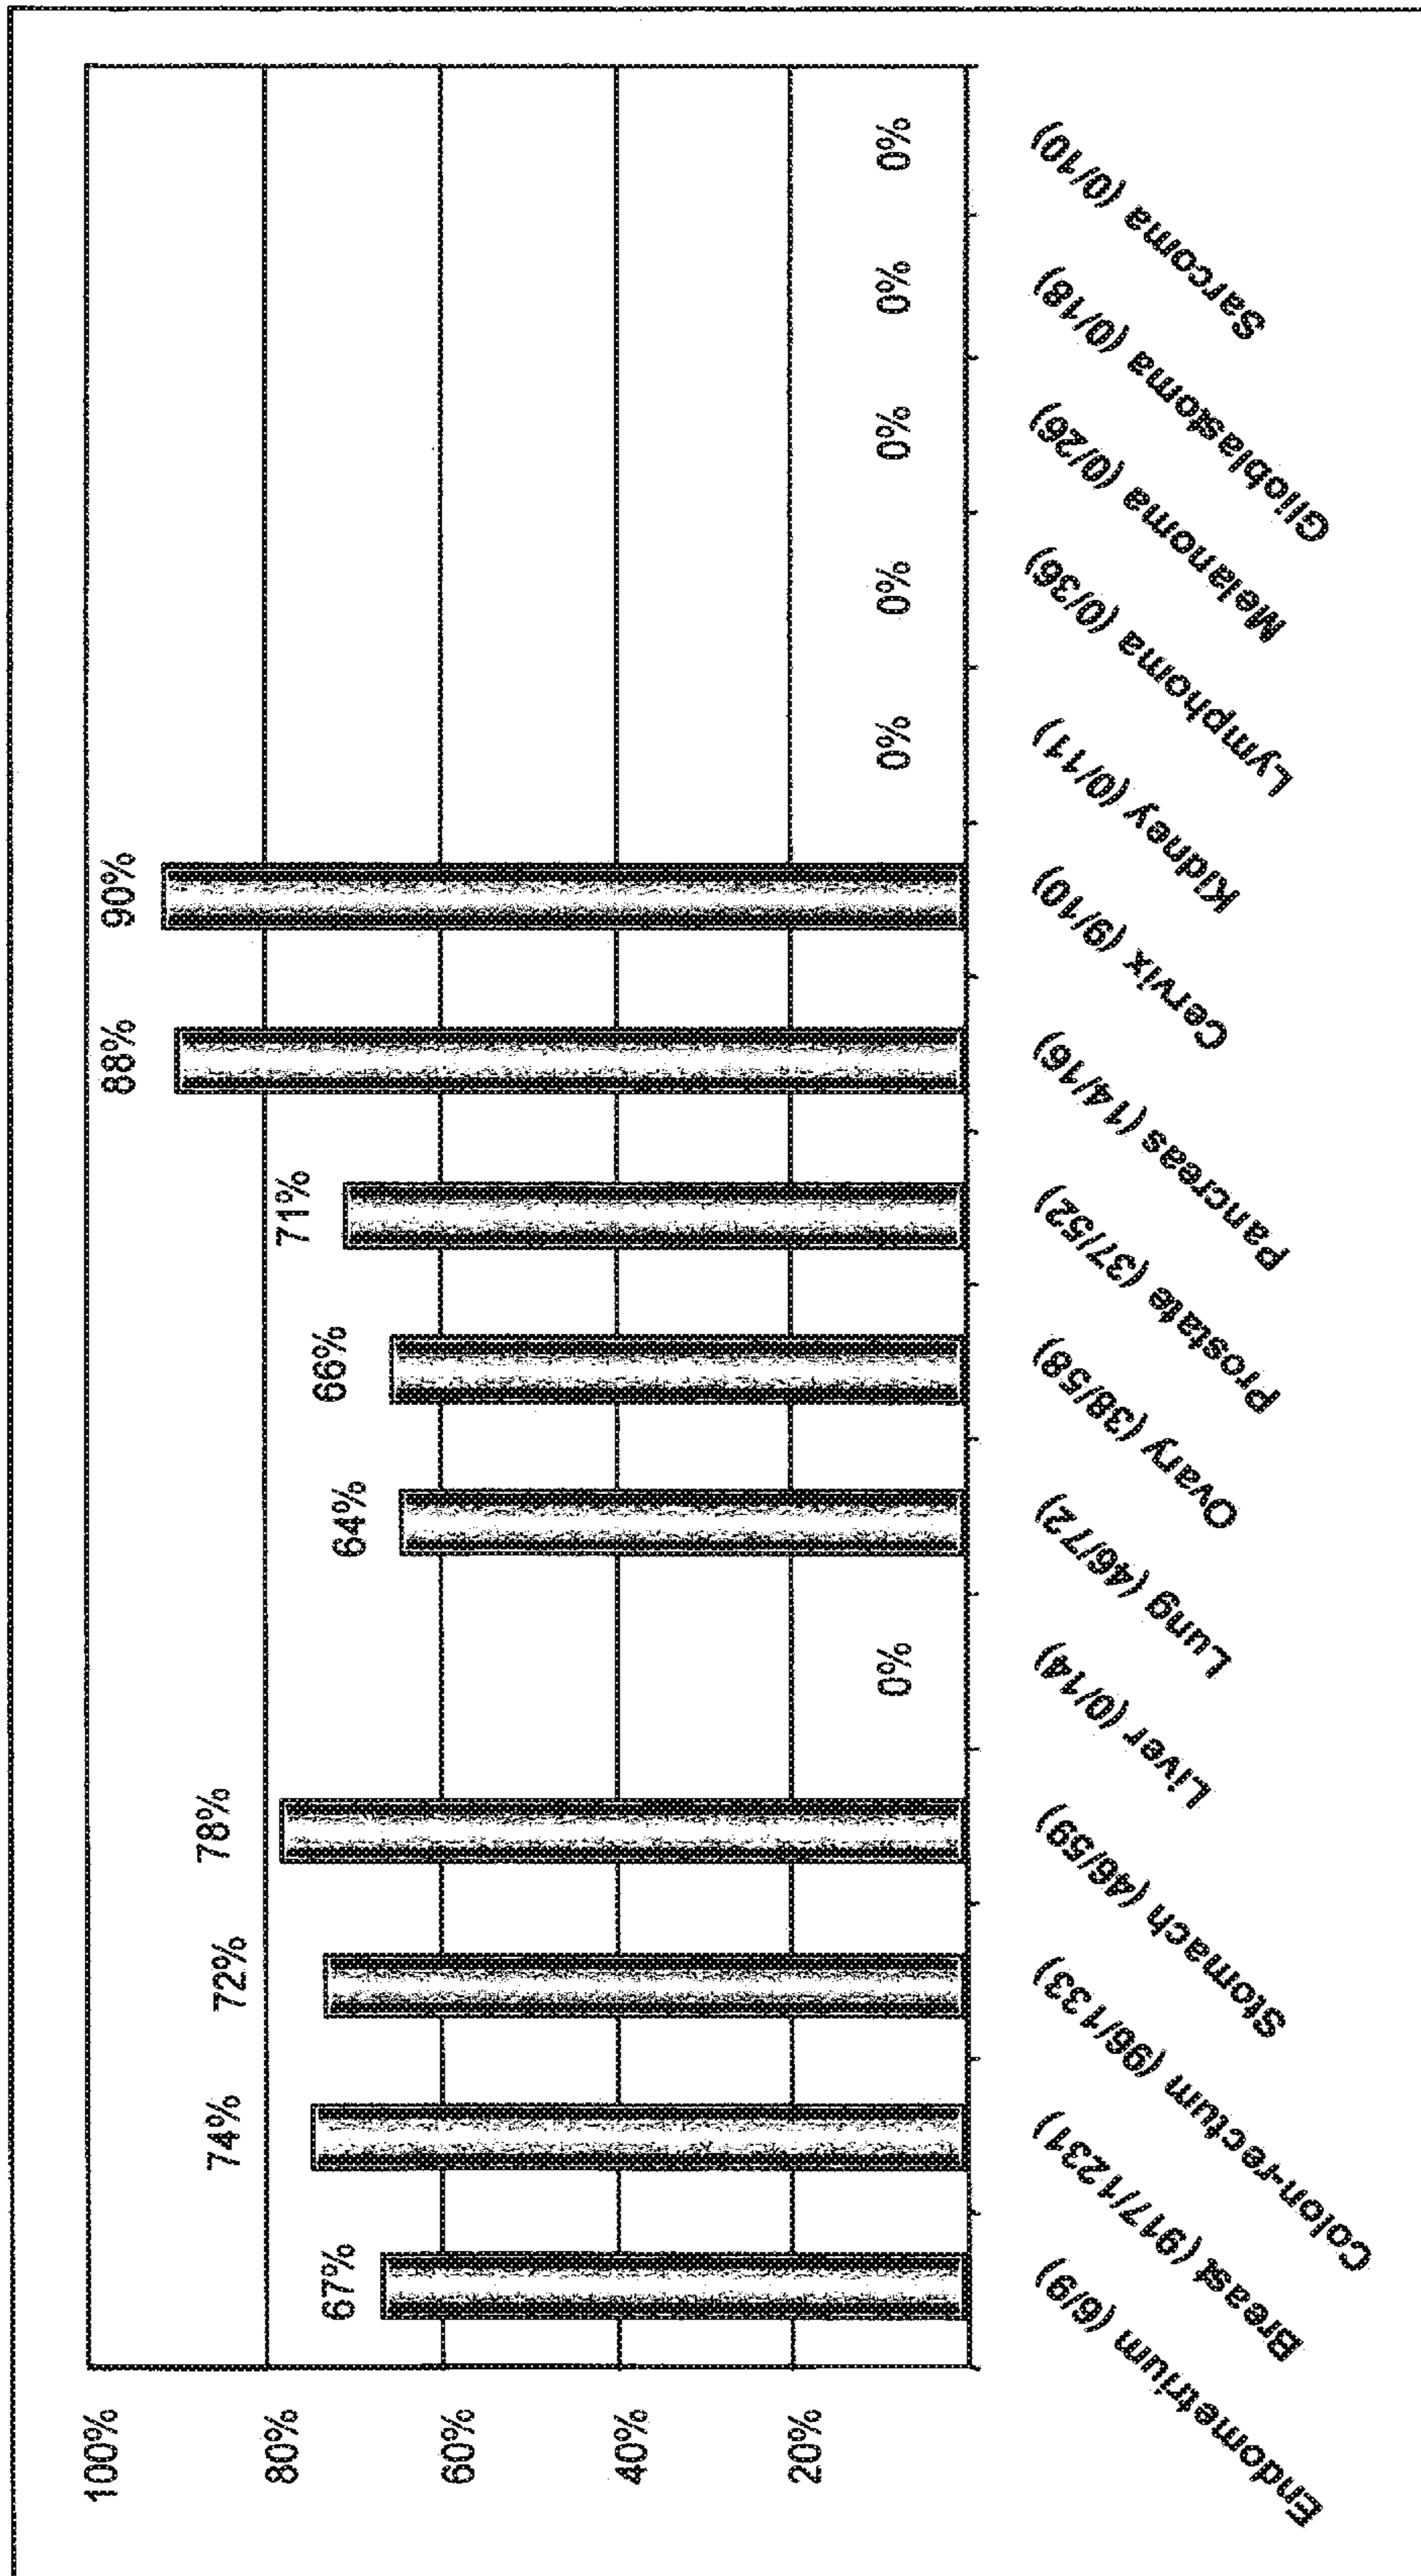 100%
80%
60%
40%
20%
67%
74%
72%
78%
0%
64%
66%
71%
88%
90%
0%
0%
0%
0%
0%
Endometrium (6/9)
Breast (917/1231)
Colon-rectum (96/133)
Stomach (46/59)
Liver (0/14)
Lung (46/72)
Ovary (38/58)
Prostate (37/52)
Pancreas (14/16)
Cervix (9/10)
Kidney (0/11)
Lymphoma (0/36)
Melanoma (0/26)
Glioblastoma (0/18)
Sarcoma (0/10)